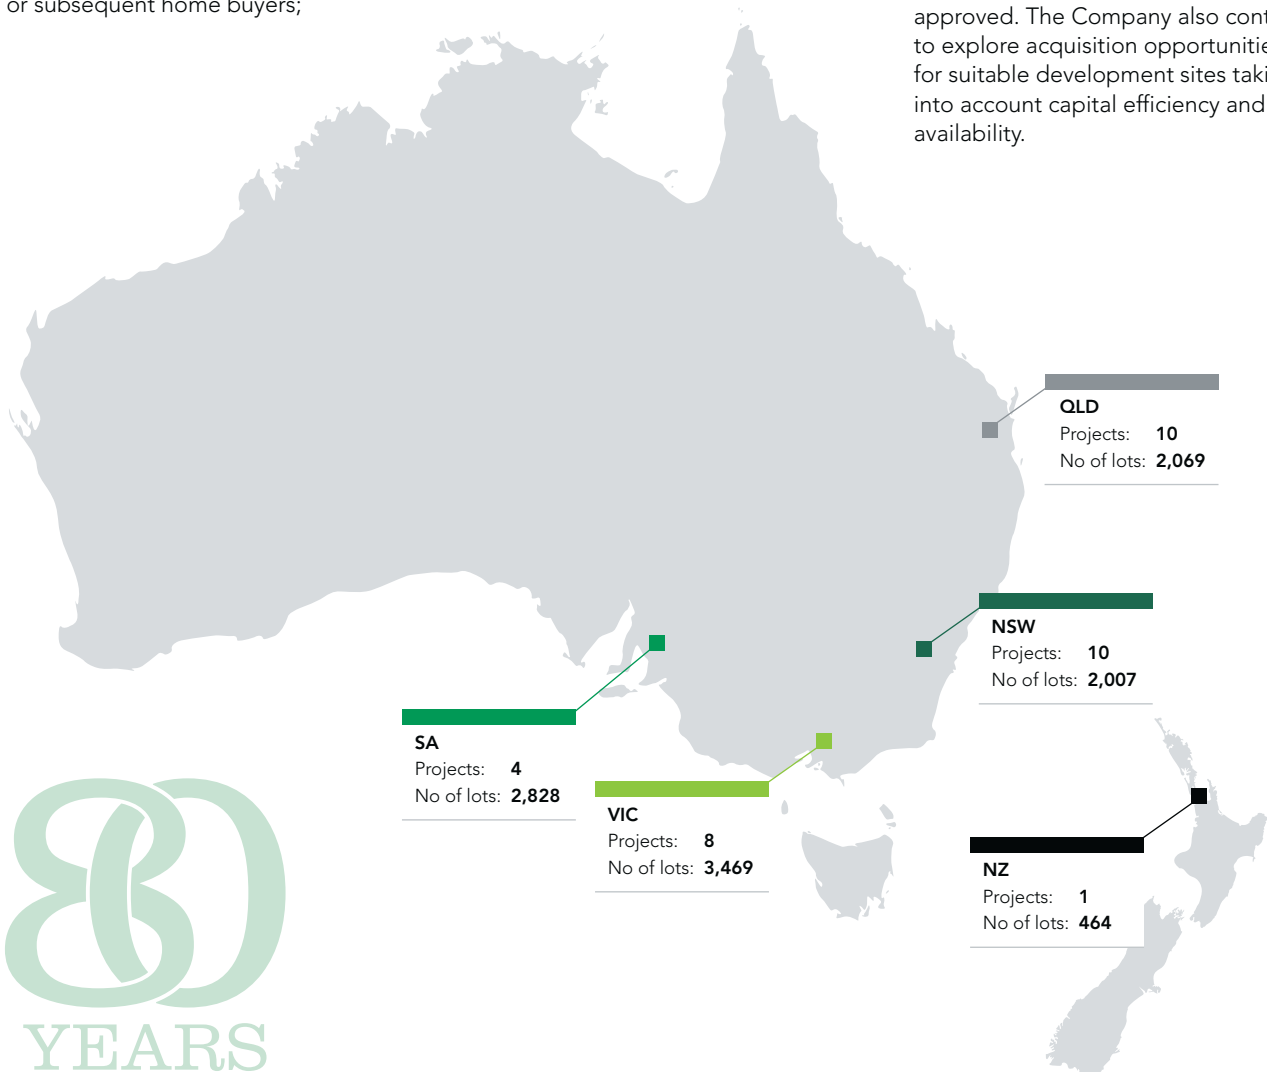 or subsequent home buyers;
approved. The Company also
to explore acquisition
for suitable development sites
into account capital efficiency and
availability.
QLD
Projects: 10
No of lots: 2,069
NSW
Projects: 10
No of lots: 2,007
SA
Projects: 4
No of lots: 2,828
VIC
Projects: 8
No of lots: 3,469
NZ
Projects: 1
No of lots: 464
80
YEARS